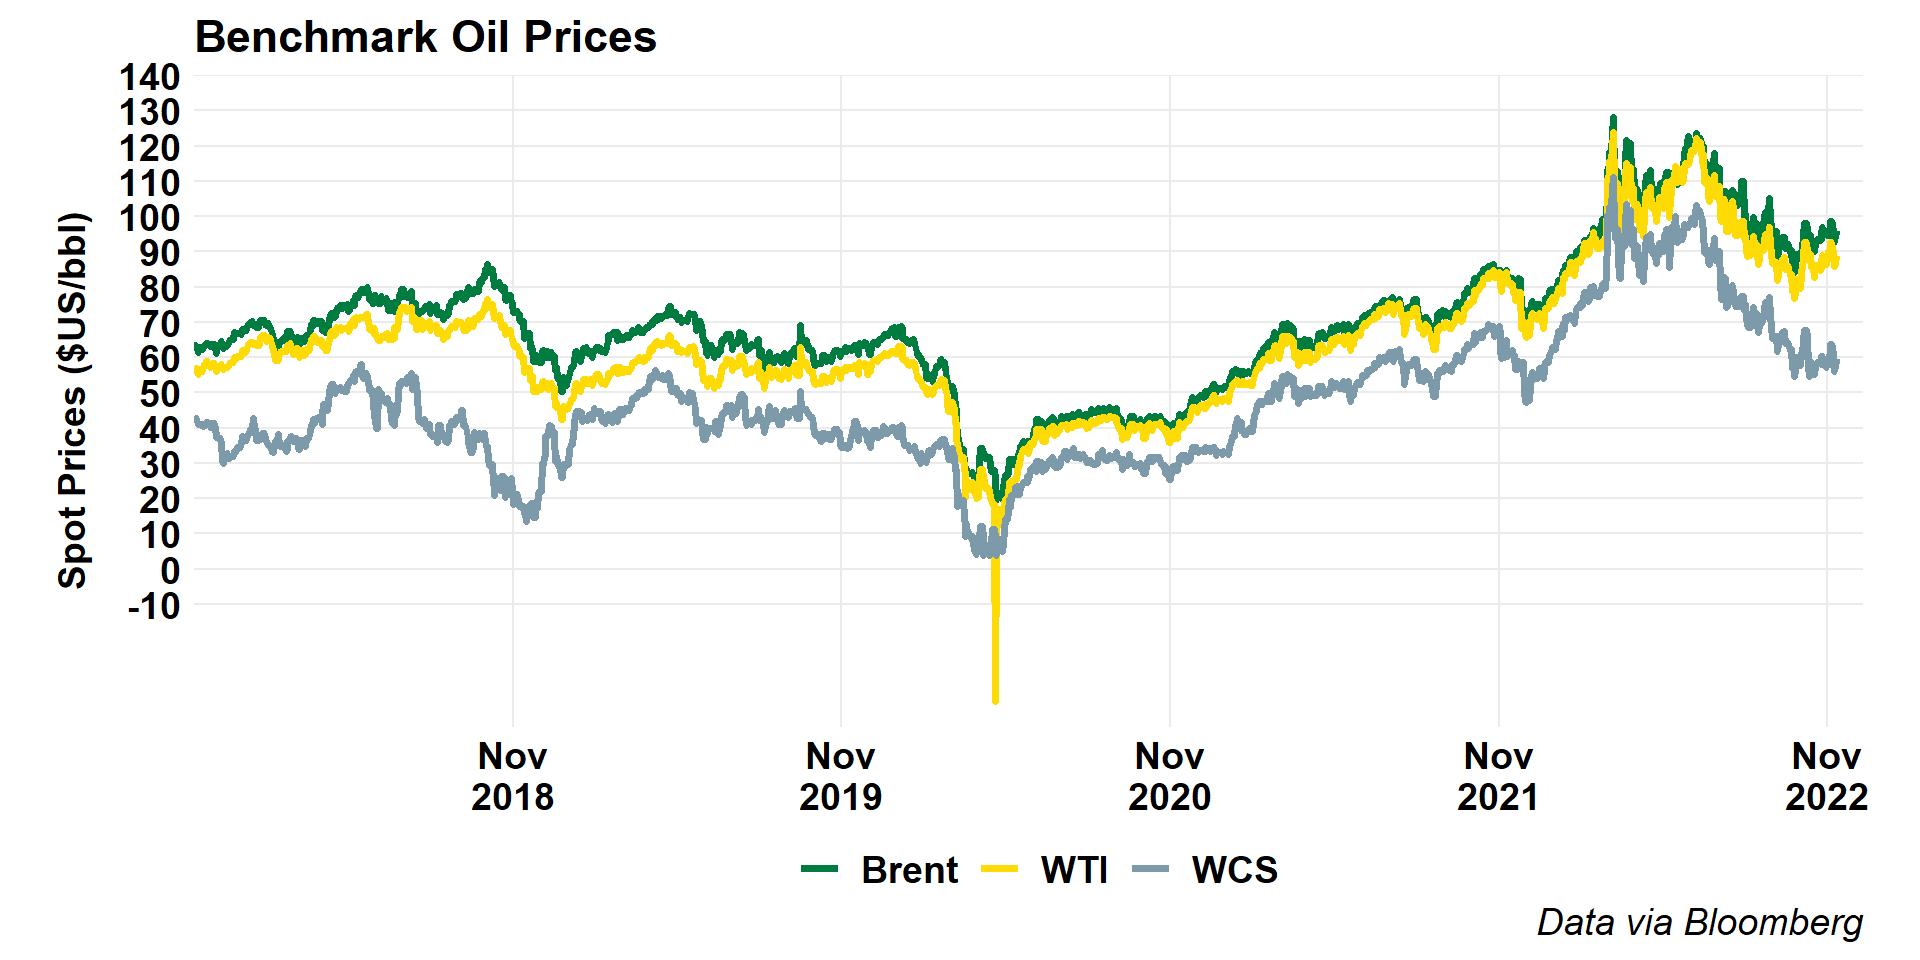 Benchmark Oil Prices
Spot Prices ($US/bbl)
140
130
120
110
100
90
80
70
60
50
40
30
20
10
0
-10
Nov Nov Nov Nov Nov
2018 2019 2020 2021 2022
Brent WTI WCS
Data via Bloomberg